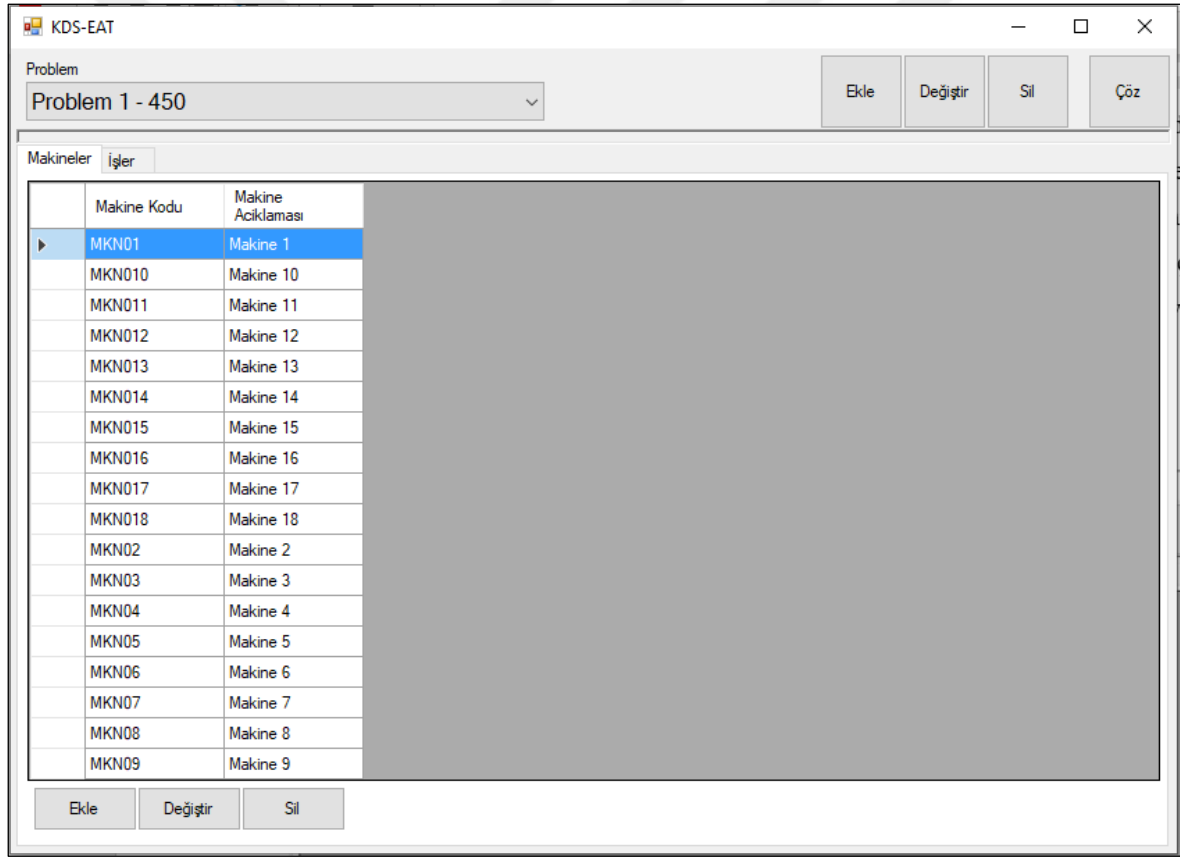 KDS-EAT
Problem
Problem 1 - 450
Ekle Değiştir Sil Çöz
Makineler İşler
Makine Kodu Makine
Aciklaması
MKN01 Makine 1
MKN010 Makine 10
MKN011 Makine 11
MKN012 Makine 12
MKN013 Makine 13
MKN014 Makine 14
MKN015 Makine 15
MKN016 Makine 16
MKN017 Makine 17
MKN018 Makine 18
MKN02 Makine 2
MKN03 Makine 3
MKN04 Makine 4
MKN05 Makine 5
MKN06 Makine 6
MKN07 Makine 7
MKN08 Makine 8
MKN09 Makine 9
Ekle Değiştir Sil